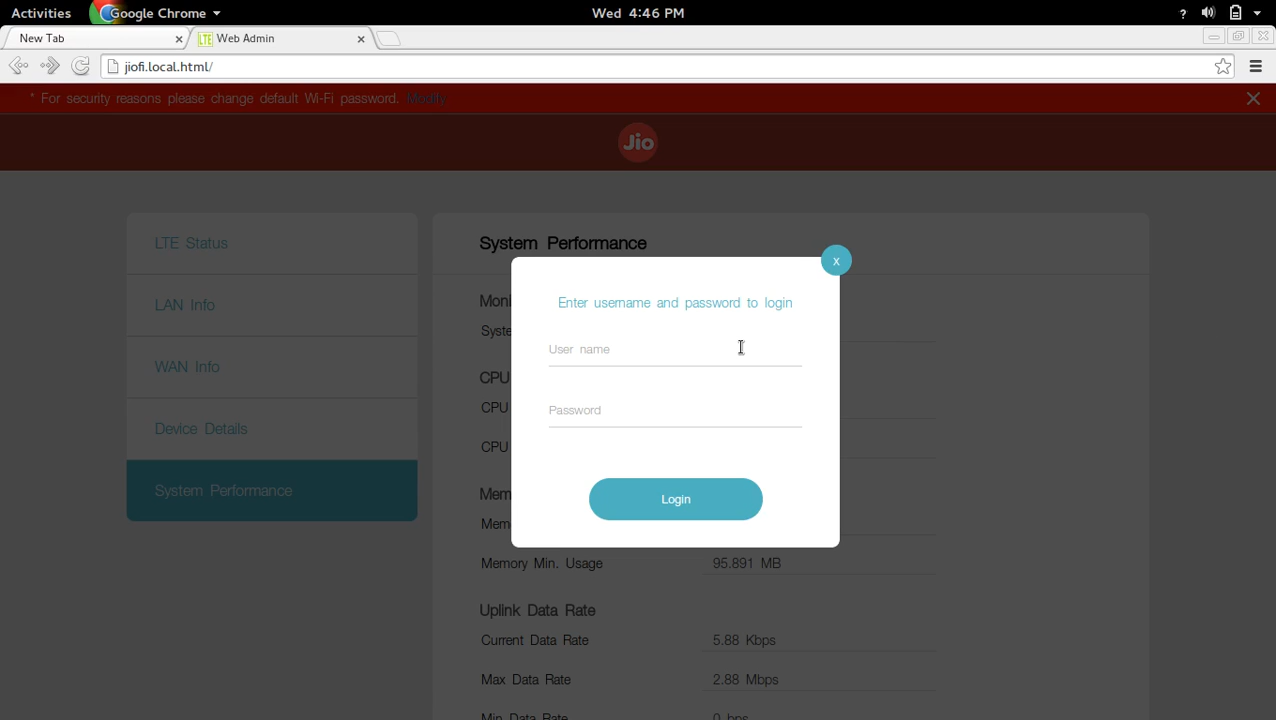 Activities Google Chrome Wed 4:46 PM ?
New Tab x LTE Web Admin x
jiofi.local.html/
* For security reasons please change default Wi-Fi password. Modify
Jio
LTE Status
LAN Info
WAN Info
Device Details
System Performance
System Performance
x
Enter username and password to login
User name
Password
Login
Moni
Syste
CPU
CPU
CPU
Mem
Mem
Memory Min. Usage 95.891 MB
Uplink Data Rate
Current Data Rate 5.88 Kbps
Max Data Rate 2.88 Mbps
Min Data Rate 0 bps